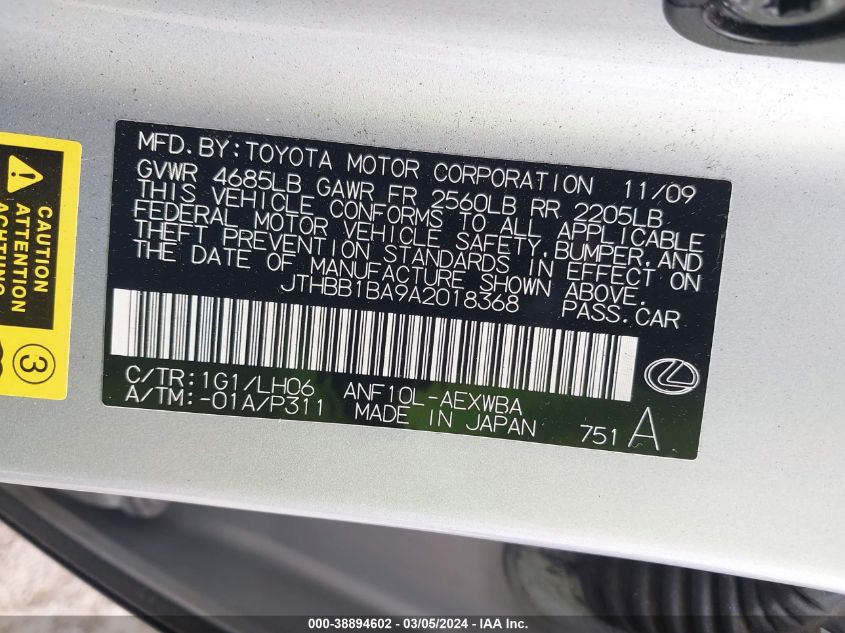 MFD.BY:TOYOTA MOTOR CORPORATION 11/09
GVWR 4685LB GAWR FR 2560LB RR 2205LB
THIS VEHICLE CONFORMS TO ALL APPLICABLE
FEDERAL MOTOR VEHICLE SAFETY,BUMPER,AND
THEFT PREVENTION STANDARDS IN EFFECT ON
THE DATE OF MANUFACTURE SHOWN ABOVE.
JTHBB1BA9A2018368 PASS.CAR
C/TR:1G1/LH06 ANF10L-AEXWBA
A/TM:-01A/P311 MADE IN JAPAN 751 A
CAUTION
ATTENTION
3
000-38894602 - 03/05/2024 - IAA Inc.